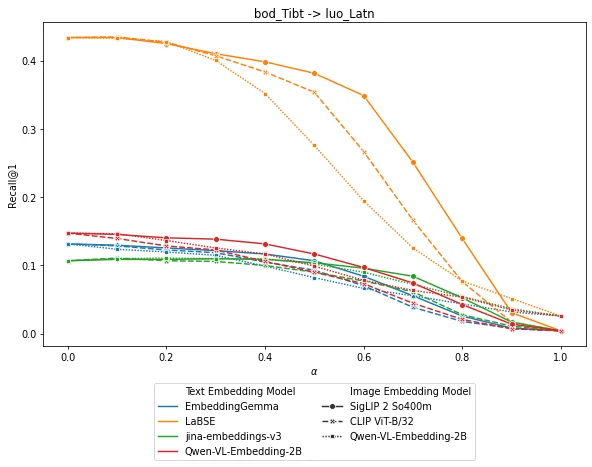 bod_Tibt -> luo_Latn
Recall@1
0.4
0.3
0.2
0.1
0.0
0.0 0.2 0.4 0.6 0.8 1.0
α
Text Embedding Model
EmbeddingGemma
LaBSE
jina-embeddings-v3
Qwen-VL-Embedding-2B
Image Embedding Model
SigLIP 2 So400m
CLIP ViT-B/32
Qwen-VL-Embedding-2B